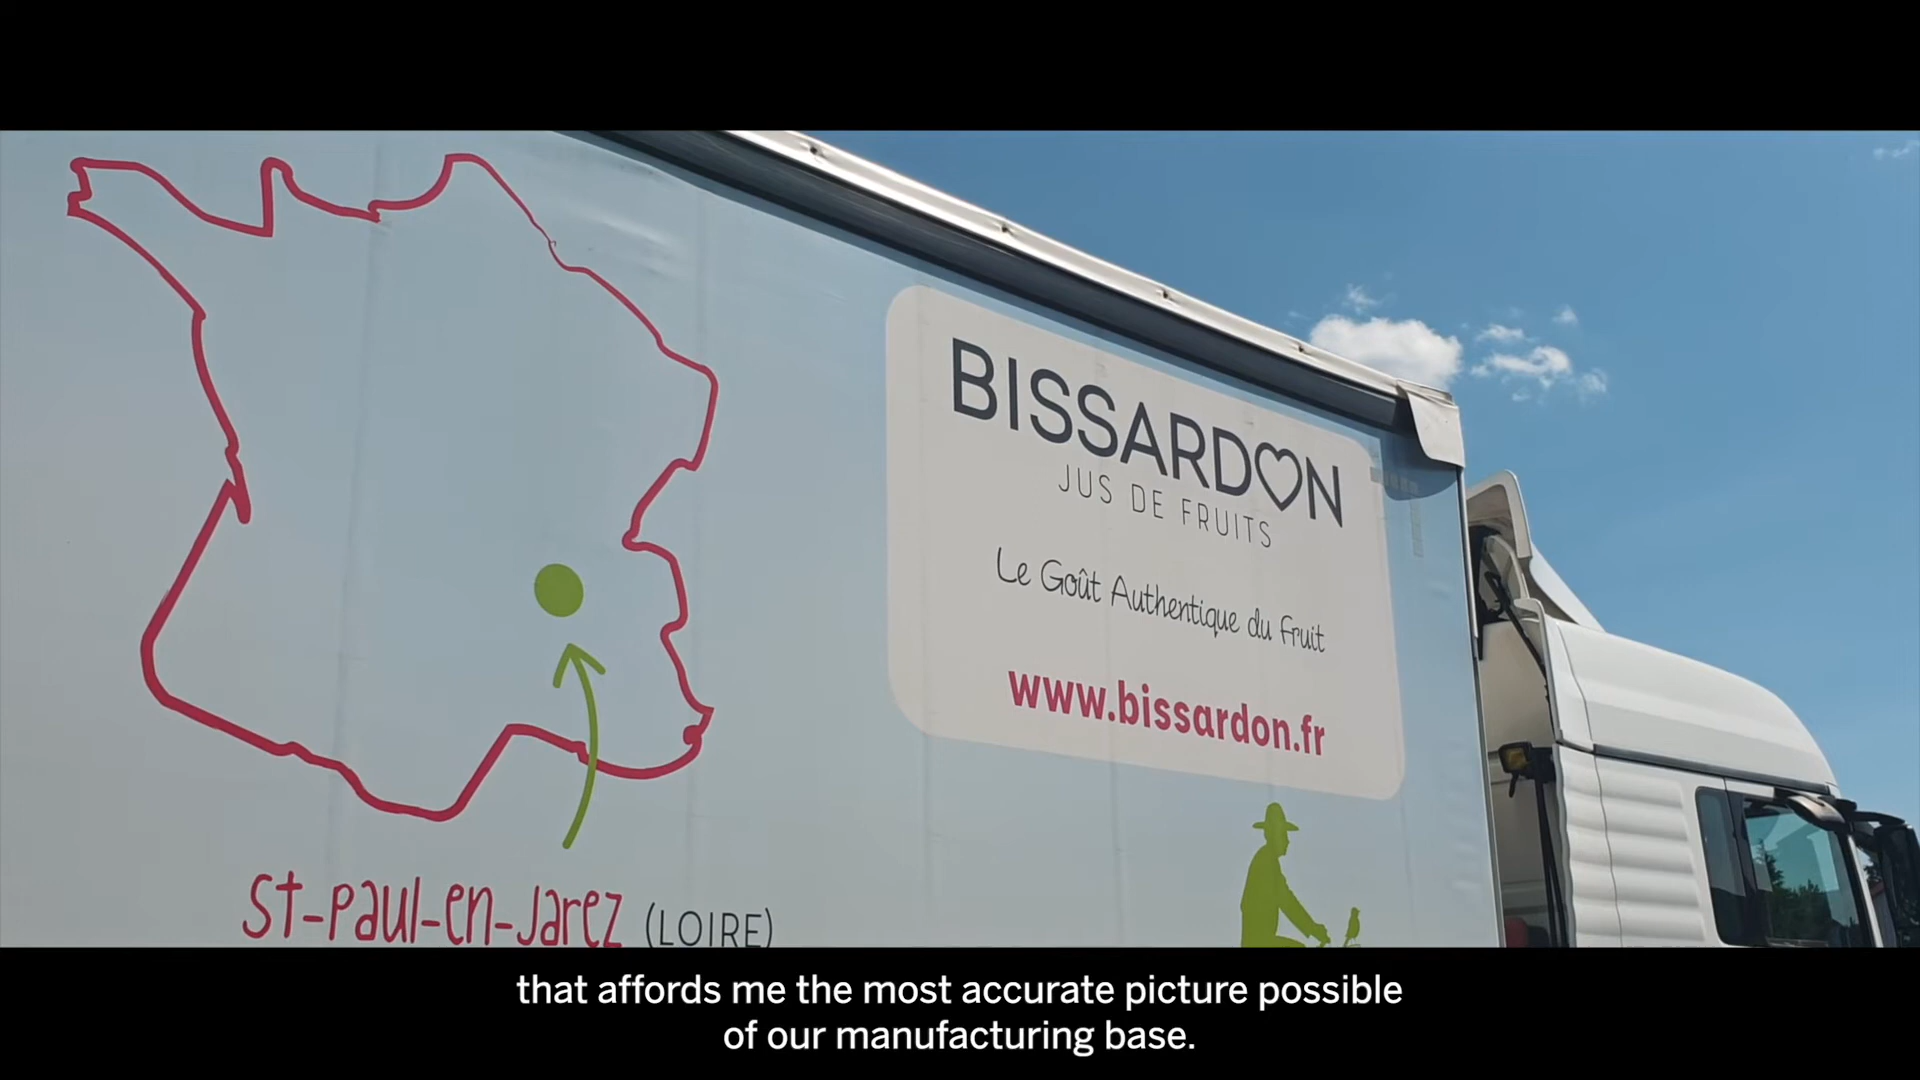 BISSARDON
JUS DE FRUITS
Le Goût Authentique du Fruit
www.bissardon.fr
St-Paul-en-Jarez (LOIRE)
that affords me the most accurate picture possible
of our manufacturing base.